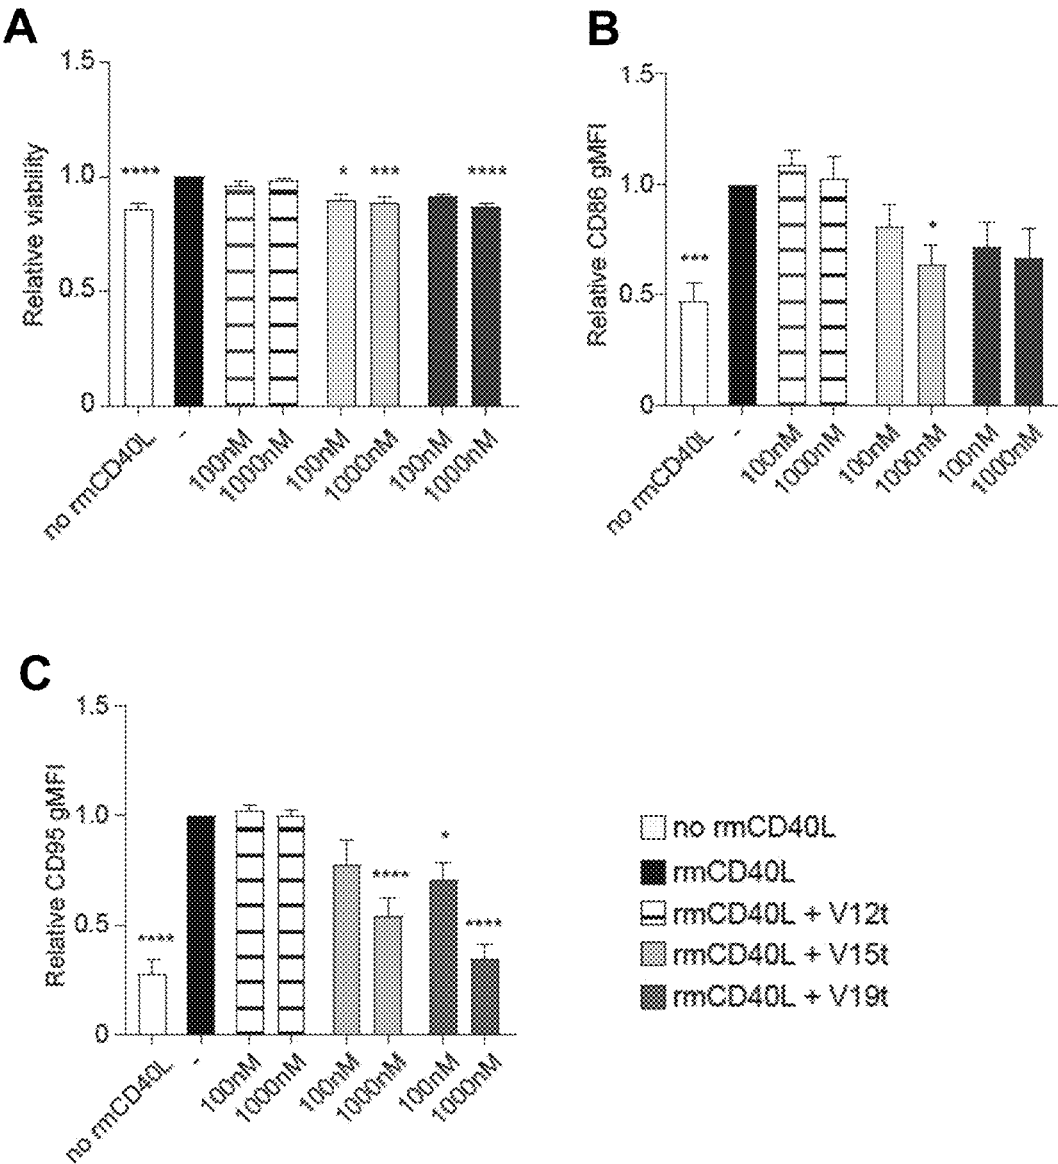 A
Relative viability
1.5
1.0
0.5
0
**** * *** ****
no rmCD40L - 100nM 1000nM 100nM 1000nM 100nM 1000nM
B
Relative CD86 gMFI
1.5
1.0
0.5
0
*** *
no rmCD40L - 100nM 1000nM 100nM 1000nM 100nM 1000nM
C
Relative CD95 gMFI
1.5
1.0
0.5
0
**** **** * ****
no rmCD40L - 100nM 1000nM 100nM 1000nM 100nM 1000nM
no rmCD40L
rmCD40L
rmCD40L + V12t
rmCD40L + V15t
rmCD40L + V19t